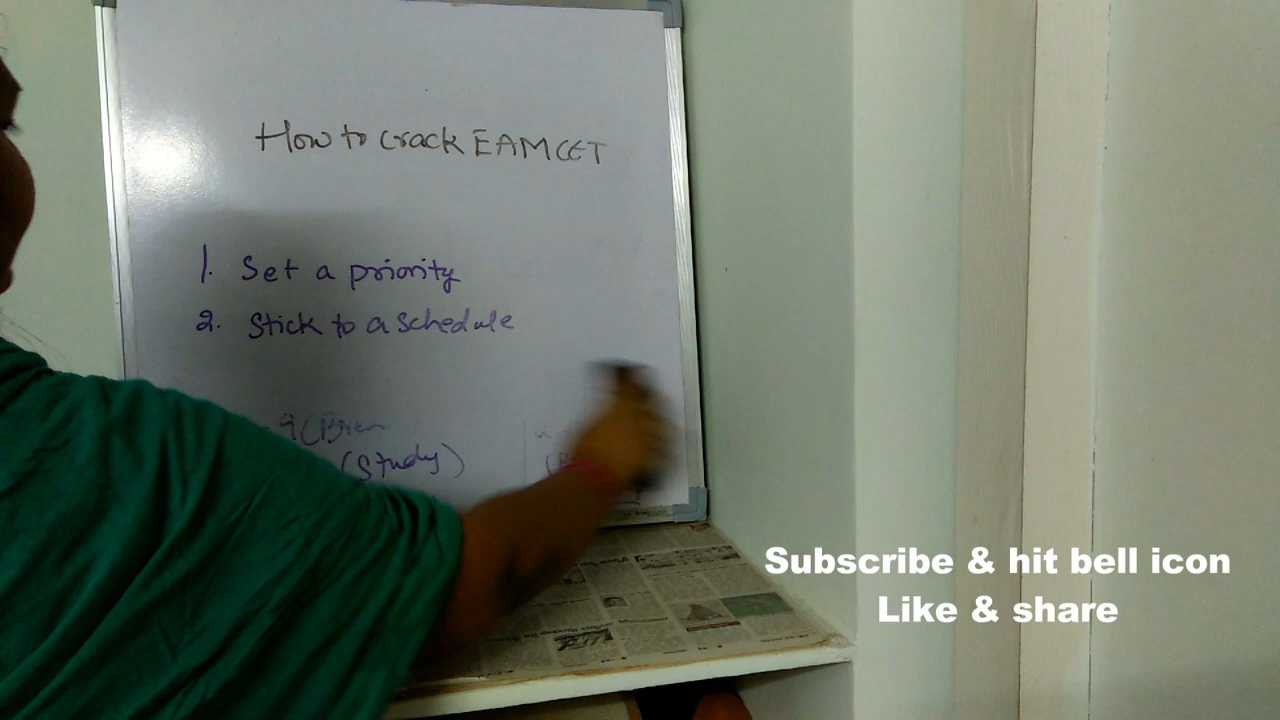 How to crack EAMCET
1. Set a priority
2. Stick to a schedule
(Study)
Subscribe & hit bell icon
Like & share